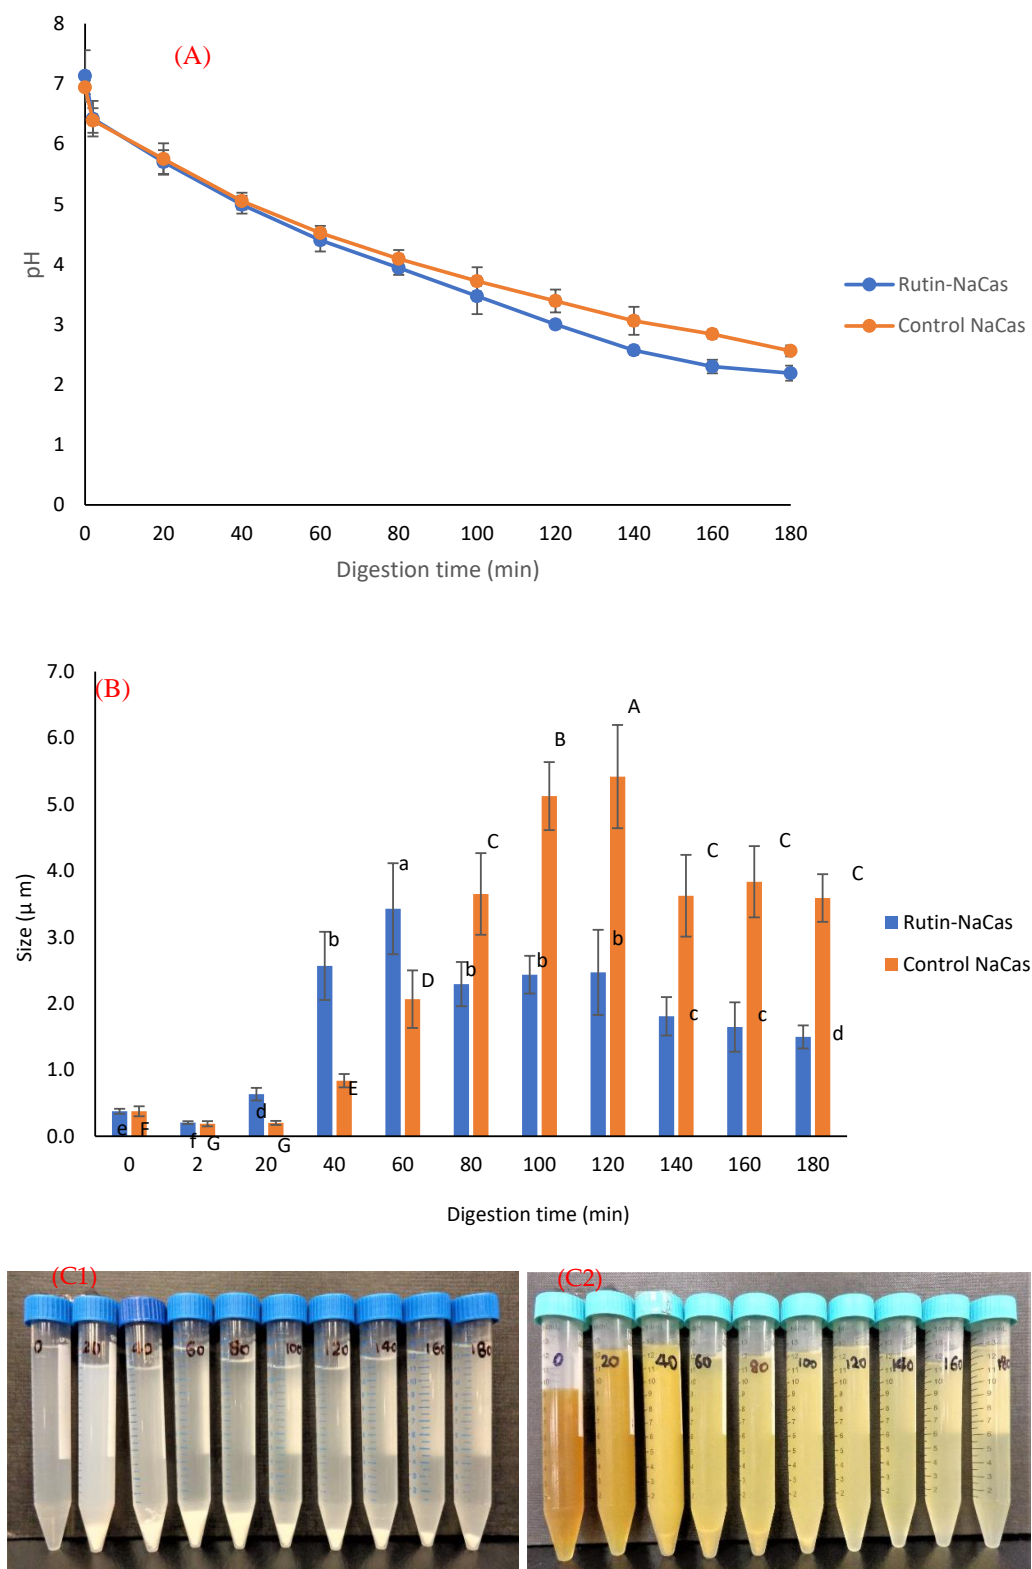 (A)
8
7
6
5
4
3
2
1
0
pH
0 20 40 60 80 100 120 140 160 180
Digestion time (min)
Rutin-NaCas
Control NaCas
(B)
7.0
6.0
5.0
4.0
3.0
2.0
1.0
0.0
Size (µ m)
e F f G d G b E a D b C b B b A c C c C d C
0 2 20 40 60 80 100 120 140 160 180
Digestion time (min)
Rutin-NaCas
Control NaCas
(C1)
0 20 40 60 80 100 120 140 160 180
(C2)
0 20 40 60 80 100 120 140 160 180